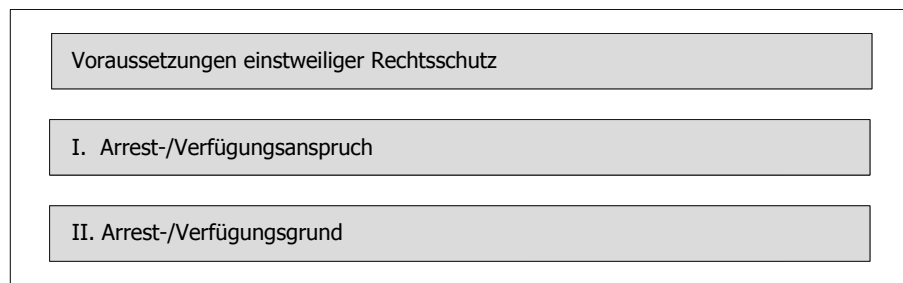 Voraussetzungen einstweiliger Rechtsschutz
I. Arrest-/Verfügungsanspruch
II. Arrest-/Verfügungsgrund